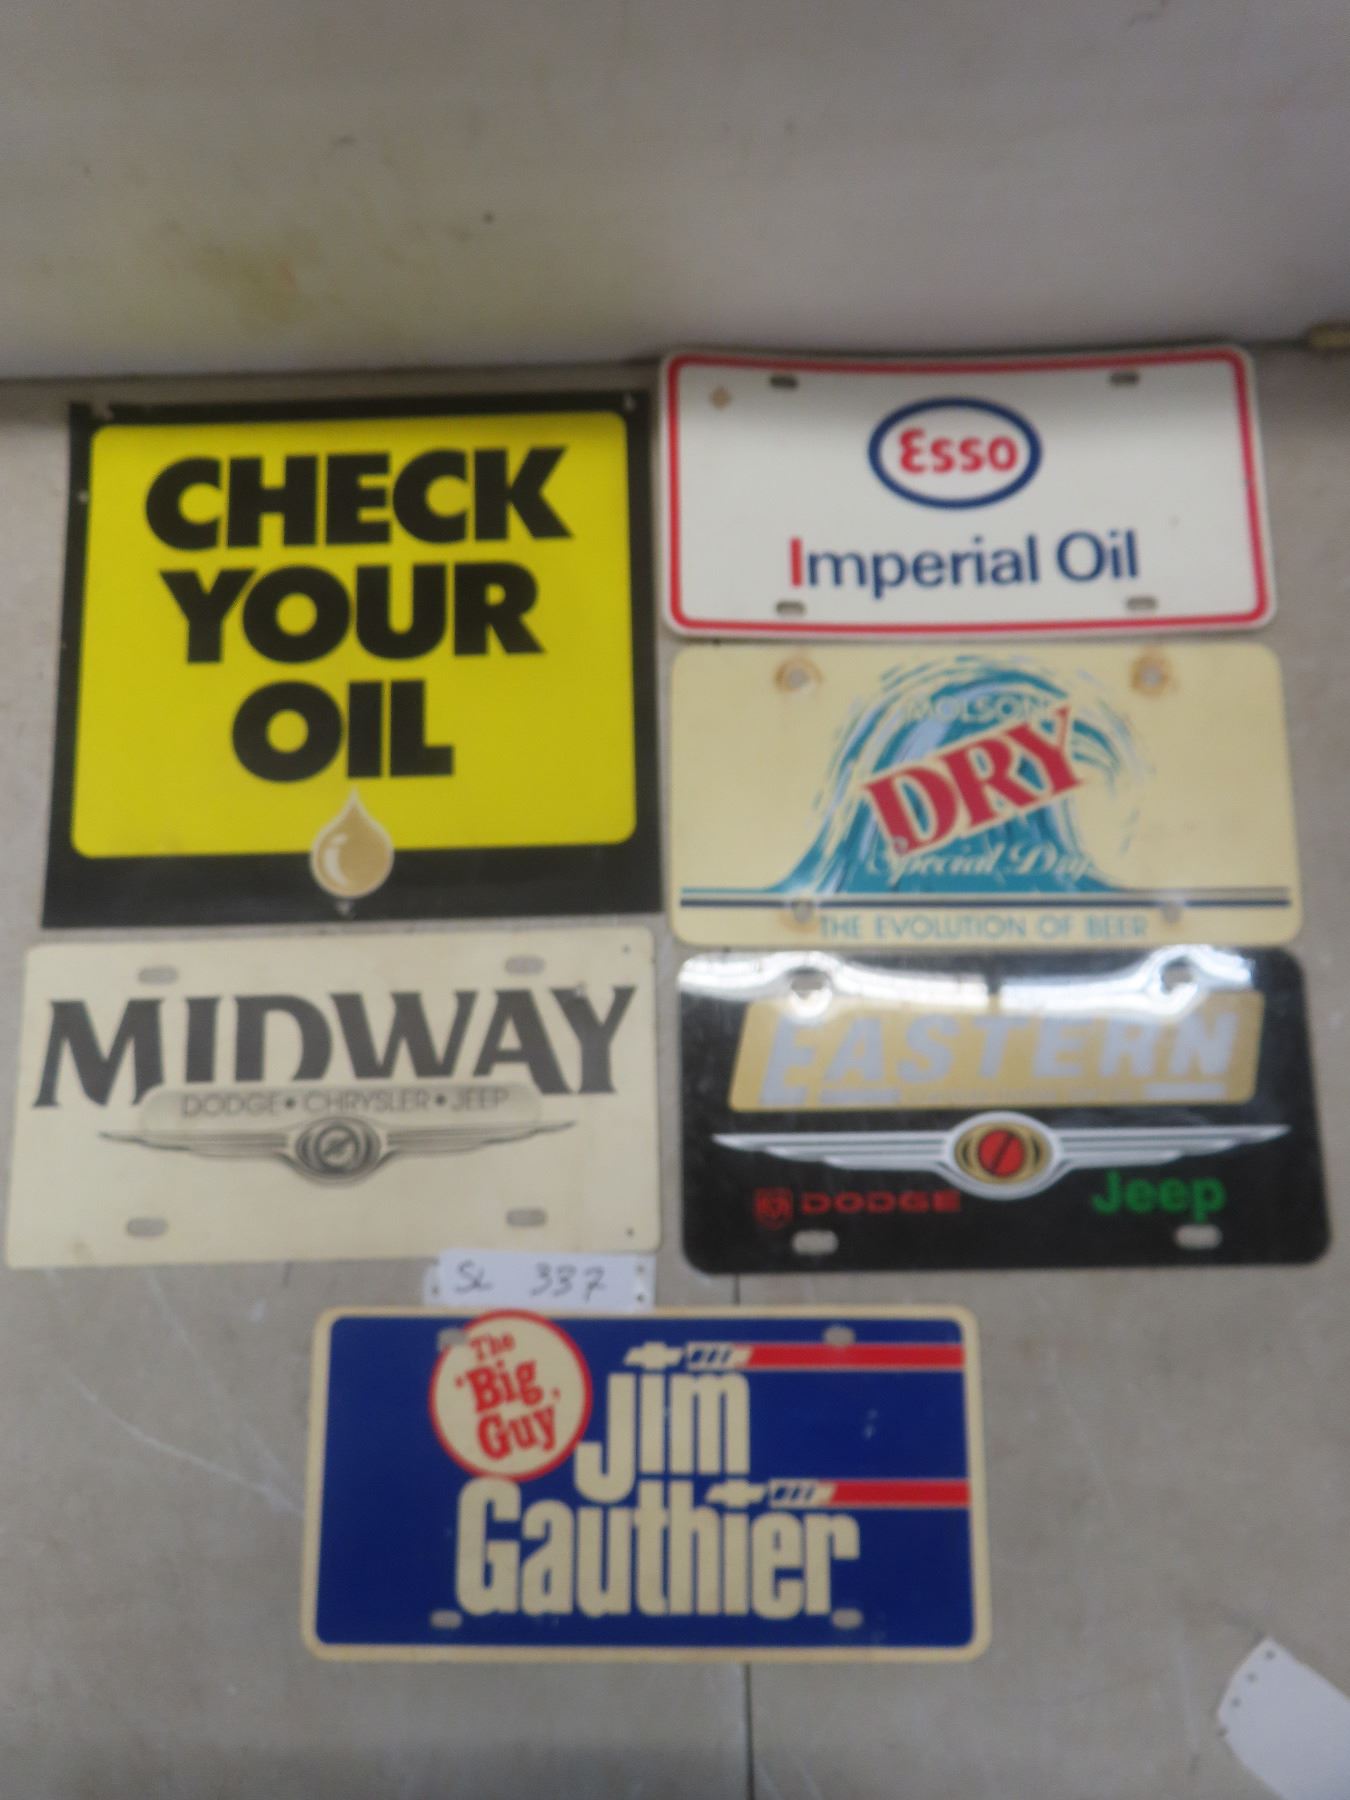 CHECK
YOUR
OIL
Esso
Imperial Oil
MOLSON
DRY
Special Dry
THE EVOLUTION OF BEER
MIDWAY
DODGE • CHRYSLER • JEEP
EASTERN
DODGE
Jeep
SL 337
The
'Big
Guy'
Jim
Gauthier